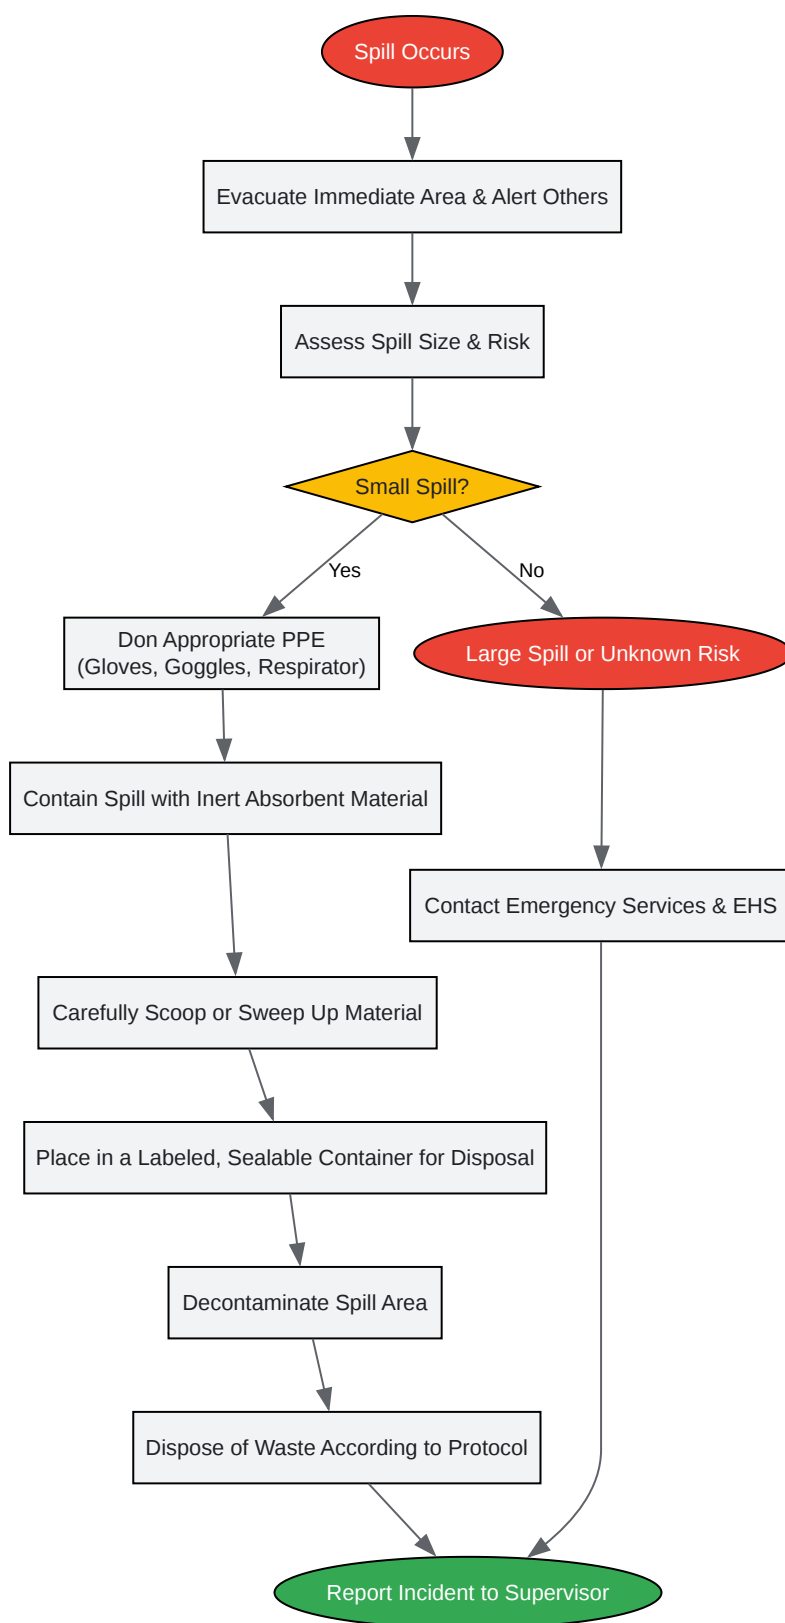 Spill Occurs
Evacuate Immediate Area & Alert Others
Assess Spill Size & Risk
Small Spill?
Yes
No
Don Appropriate PPE
(Gloves, Goggles, Respirator)
Large Spill or Unknown Risk
Contain Spill with Inert Absorbent Material
Contact Emergency Services & EHS
Carefully Scoop or Sweep Up Material
Place in a Labeled, Sealable Container for Disposal
Decontaminate Spill Area
Dispose of Waste According to Protocol
Report Incident to Supervisor